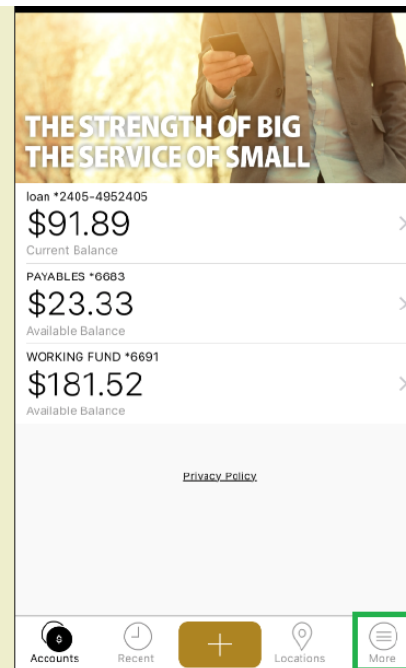 THE STRENGTH OF BIG
THE SERVICE OF SMALL
loan *2405-4952405
$91.89
Current Balance
PAYABLES *6683
$23.33
Available Balance
WORKING FUND *6691
$181.52
Available Balance
Privacy Policy
Accounts Recent Locations More